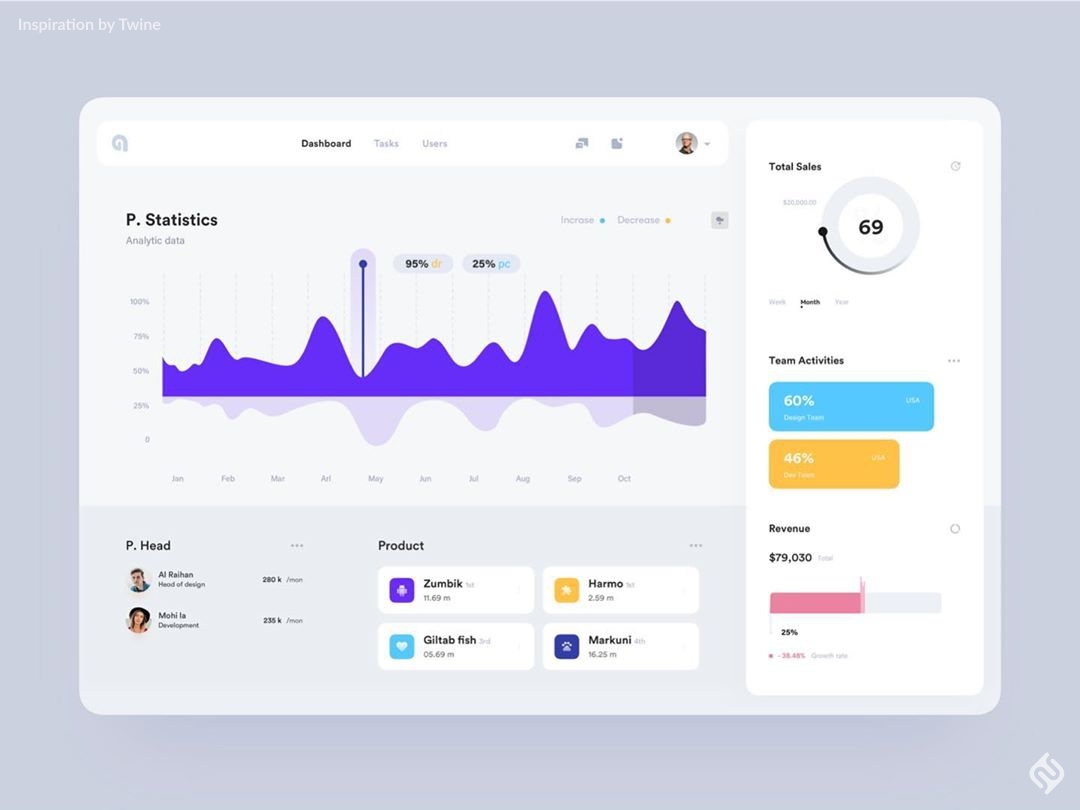 Inspiration by Twine
Dashboard
Tasks
Users
P. Statistics
Analytic data
Incrase
Decrease
95% dr
25% pc
100%
75%
50%
25%
0
Jan
Feb
Mar
Arl
May
Jun
Jul
Aug
Sep
Oct
P. Head
Al Raihan
Head of design
280 k /mon
Mohi la
Development
235 k /mon
Product
Zumbik 1st
11.69 m
Harmo 1st
2.59 m
Giltab fish 3rd
05.69 m
Markuni 4th
16.25 m
Total Sales
$20,000.00
69
Week
Month
Year
Team Activities
60%
USA
Design Team
46%
USA
Dev Team
Revenue
$79,030 Total
25%
- 38.48% Growth rate